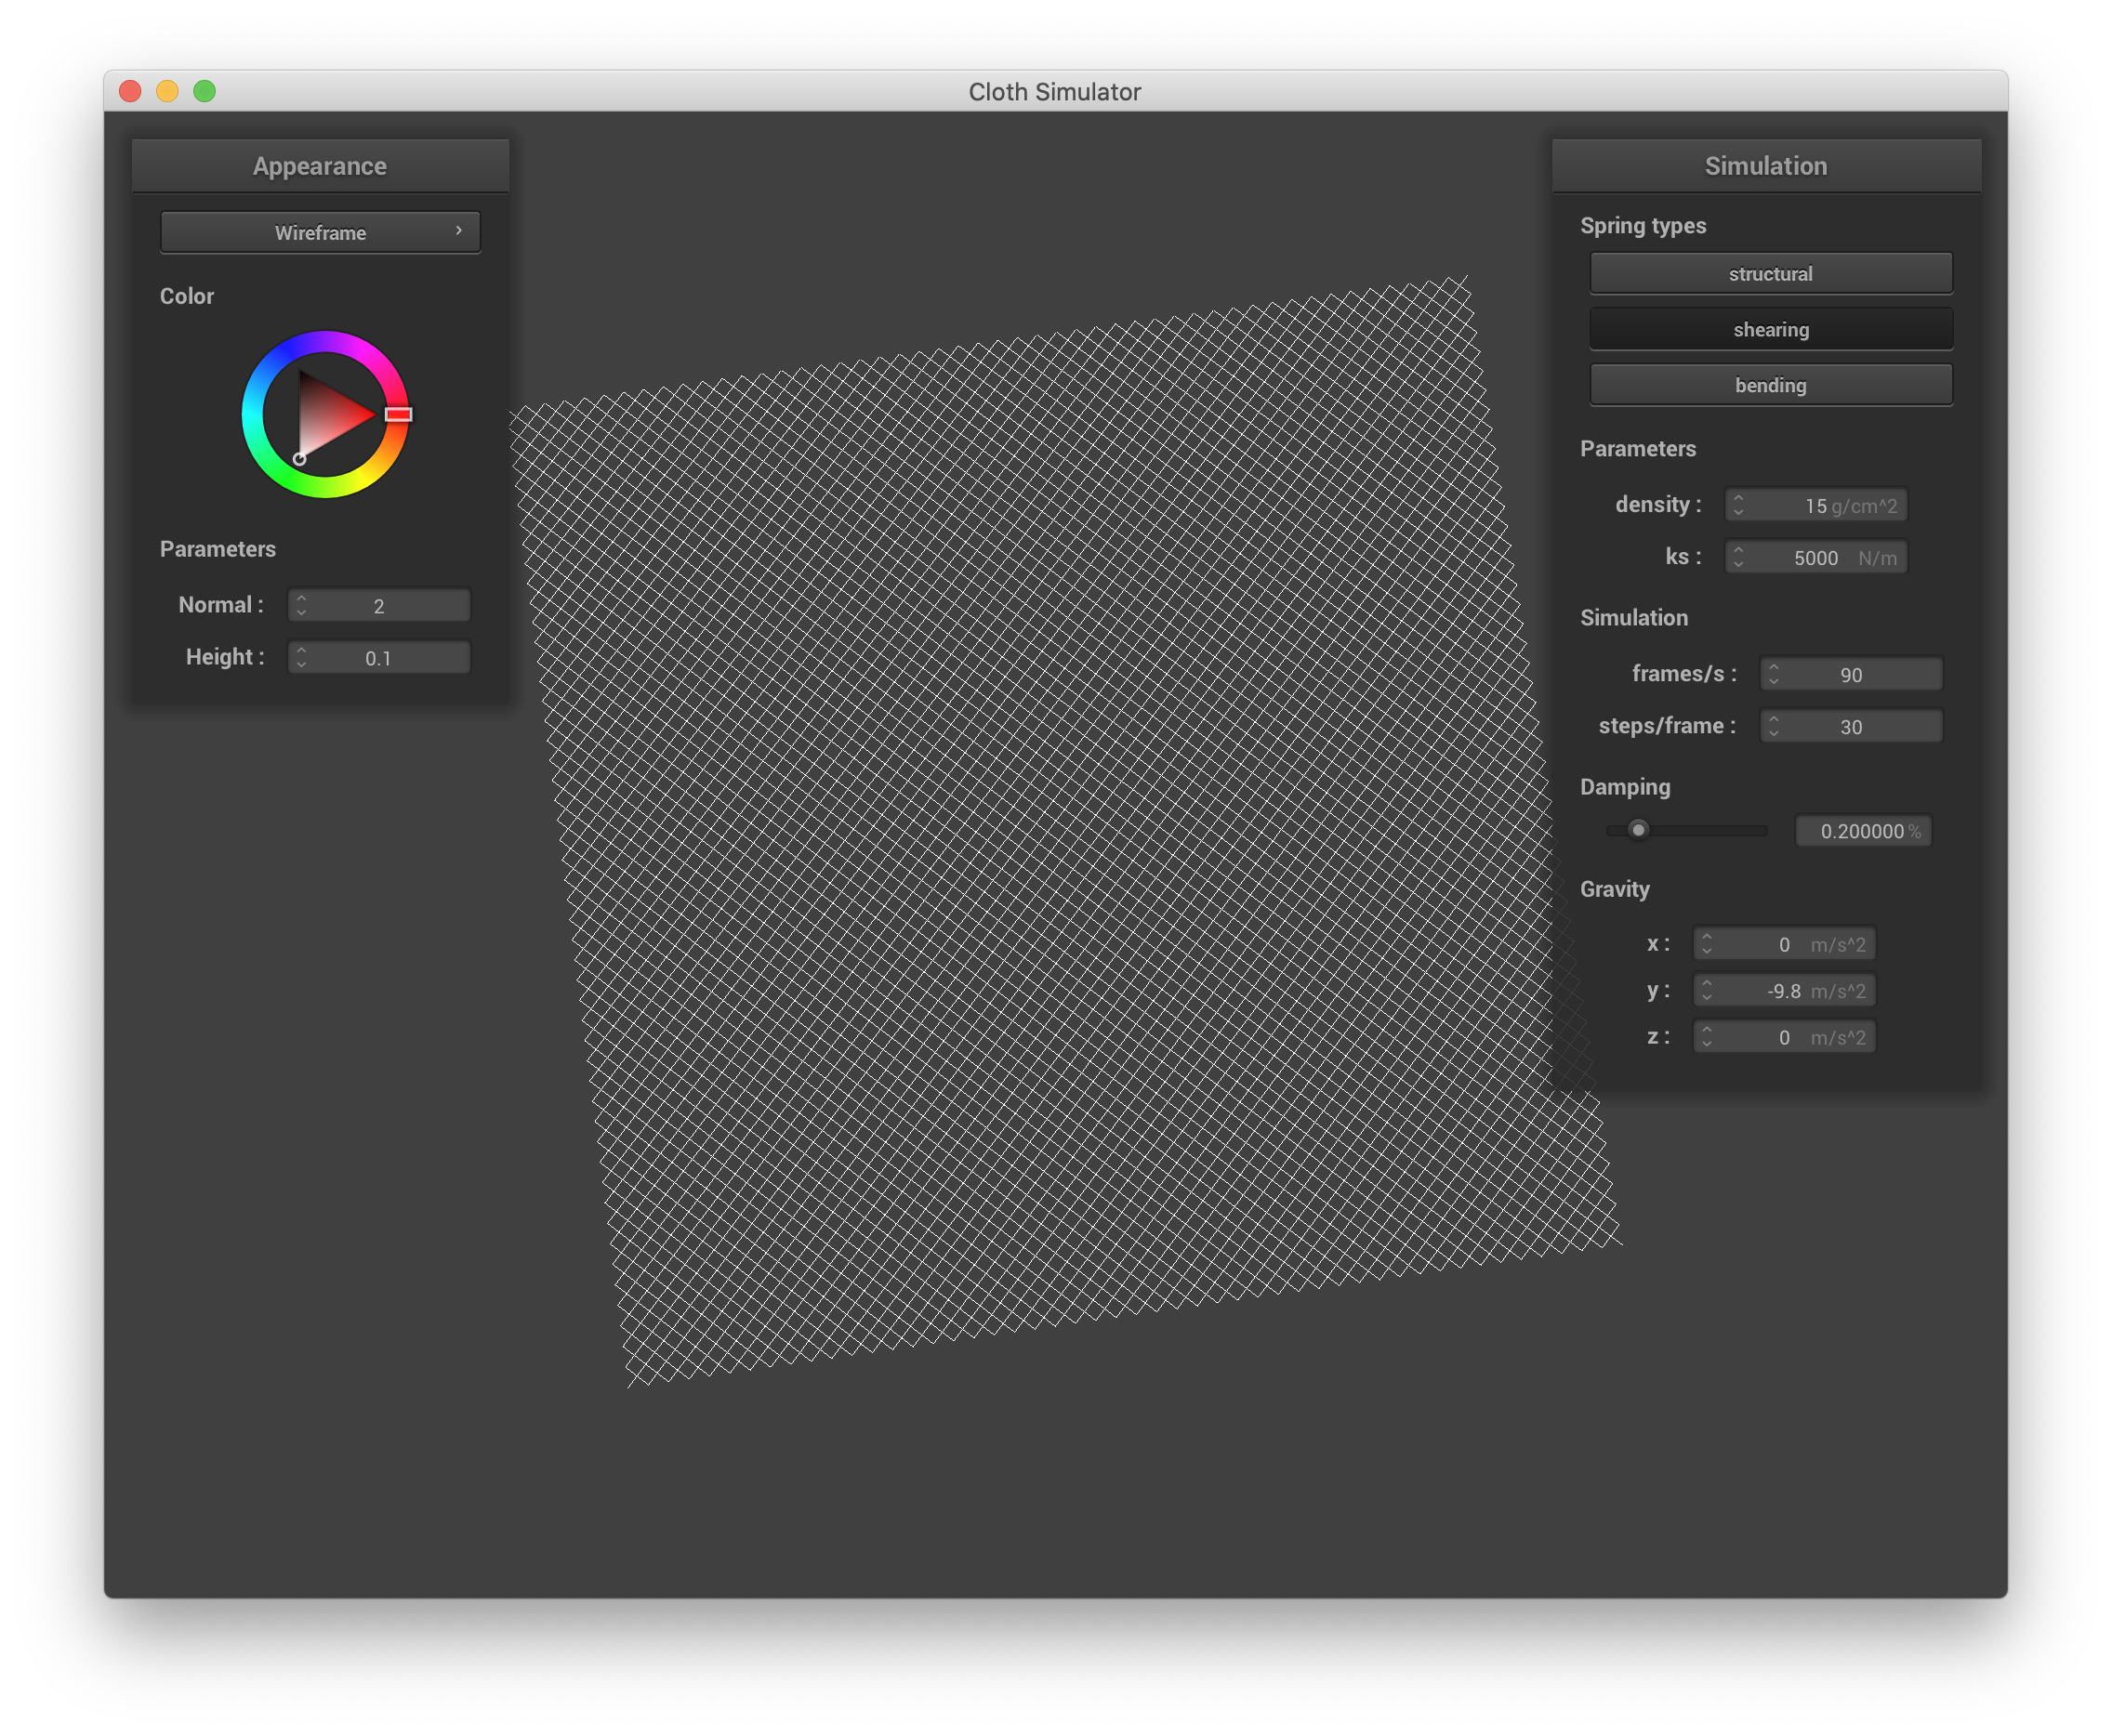 Cloth Simulator
Appearance
Wireframe
Color
Parameters
Normal : 2
Height : 0.1
Simulation
Spring types
structural
shearing
bending
Parameters
density : 15 g/cm^2
ks : 5000 N/m
Simulation
frames/s : 90
steps/frame : 30
Damping
0.200000 %
Gravity
x : 0 m/s^2
y : -9.8 m/s^2
z : 0 m/s^2